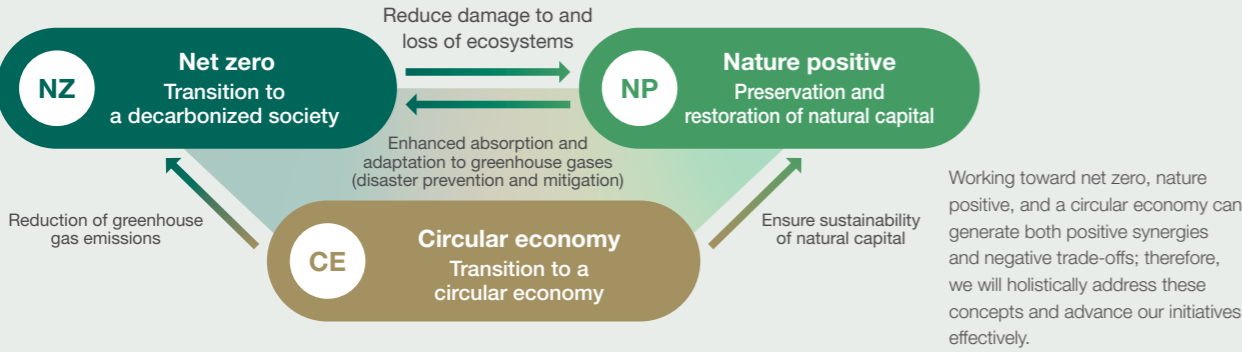 Reduce damage to and
loss of ecosystems
NZ
Net zero
Transition to
a decarbonized society
NP
Nature positive
Preservation and
restoration of natural capital
Enhanced absorption and
adaptation to greenhouse gases
(disaster prevention and mitigation)
Reduction of greenhouse
gas emissions
CE
Circular economy
Transition to a
circular economy
Ensure sustainability
of natural capital
Working toward net zero, nature
positive, and a circular economy can
generate both positive synergies
and negative trade-offs; therefore,
we will holistically address these
concepts and advance our initiatives
effectively.